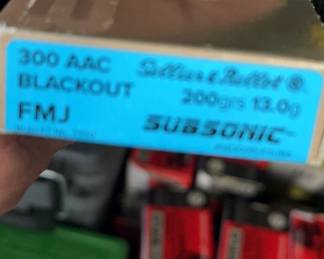 300 AAC
BLACKOUT
FMJ
Sellier & Bellot ®
200grs 13.0g
SUBSONIC